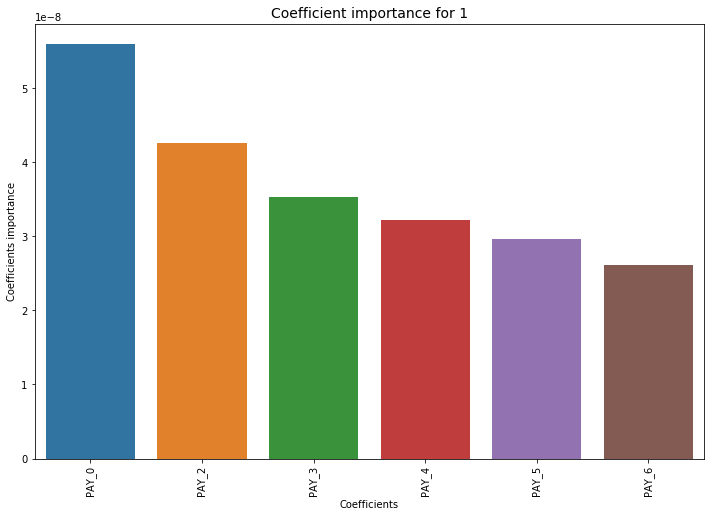 Coefficient importance for 1
1e−8
5
4
3
2
1
0
Coefficients importance
PAY_0
PAY_2
PAY_3
PAY_4
PAY_5
PAY_6
Coefficients